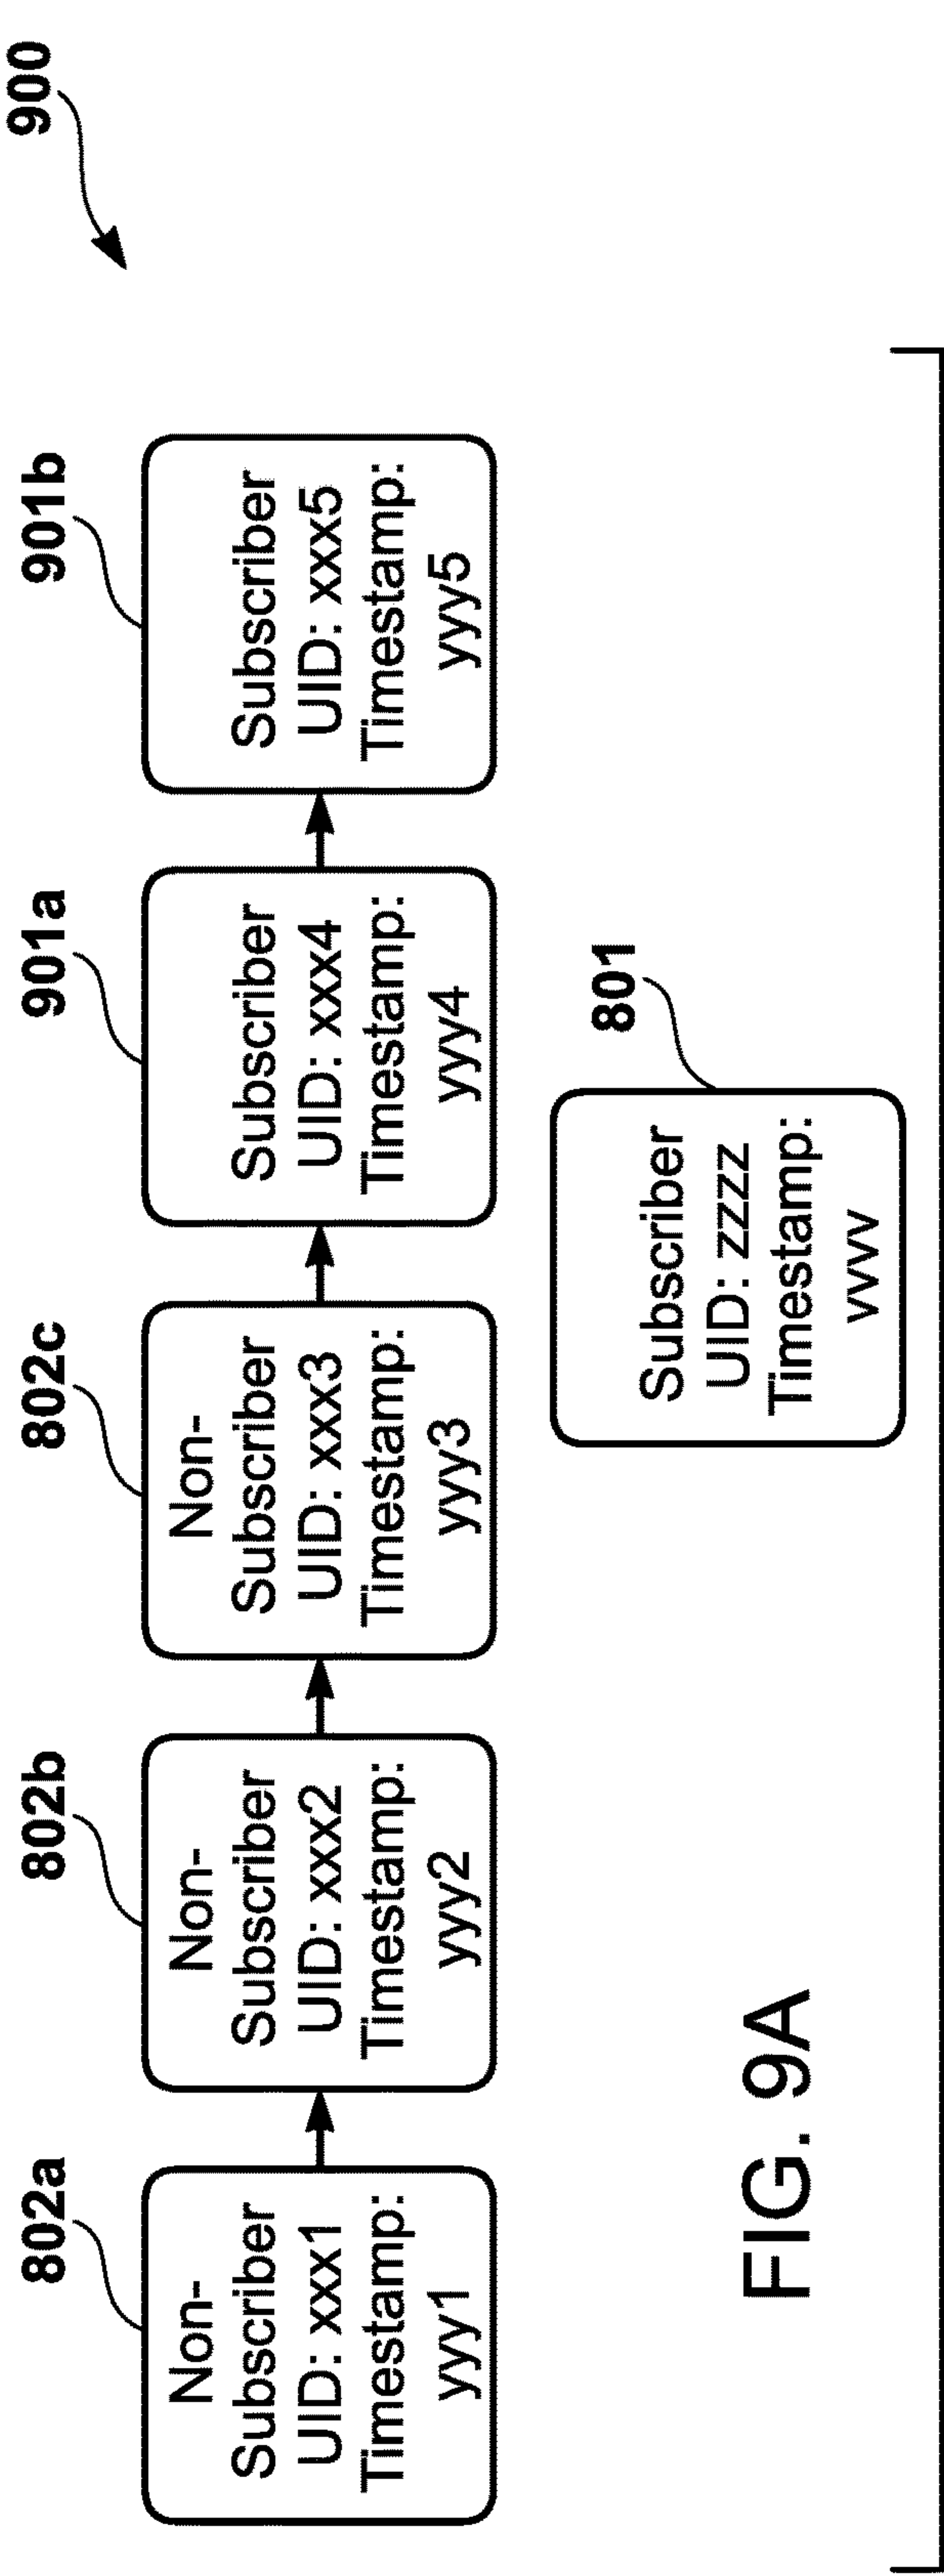 900
802a
Non-
Subscriber
UID: xxx1
Timestamp:
yyy1
802b
Non-
Subscriber
UID: xxx2
Timestamp:
yyy2
802c
Non-
Subscriber
UID: xxx3
Timestamp:
yyy3
901a
Subscriber
UID: xxx4
Timestamp:
yyy4
901b
Subscriber
UID: xxx5
Timestamp:
yyy5
801
Subscriber
UID: zzzz
Timestamp:
vvvv
FIG. 9A